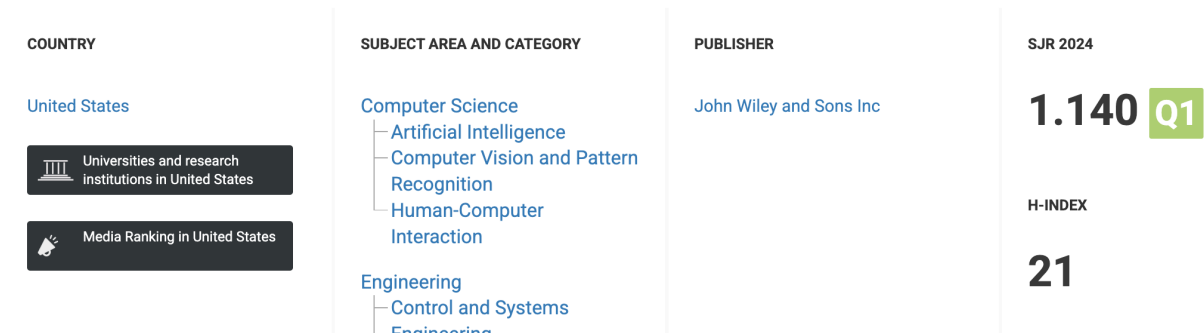 COUNTRY
United States
Universities and research
institutions in United States
Media Ranking in United States
SUBJECT AREA AND CATEGORY
Computer Science
Artificial Intelligence
Computer Vision and Pattern
Recognition
Human-Computer
Interaction
Engineering
Control and Systems
Engineering
PUBLISHER
John Wiley and Sons Inc
SJR 2024
1.140 Q1
H-INDEX
21